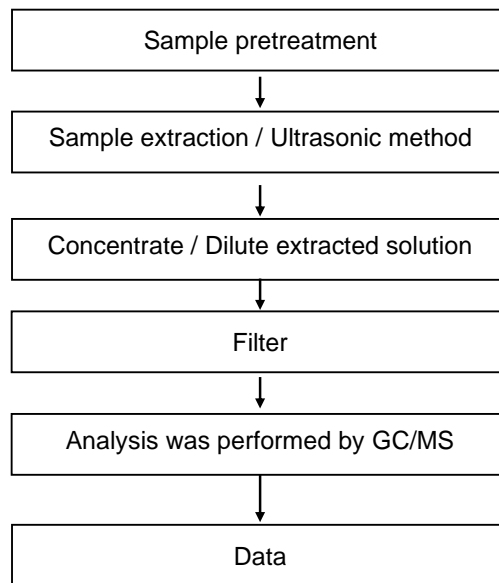 Sample pretreatment
Sample extraction / Ultrasonic method
Concentrate / Dilute extracted solution
Filter
Analysis was performed by GC/MS
Data